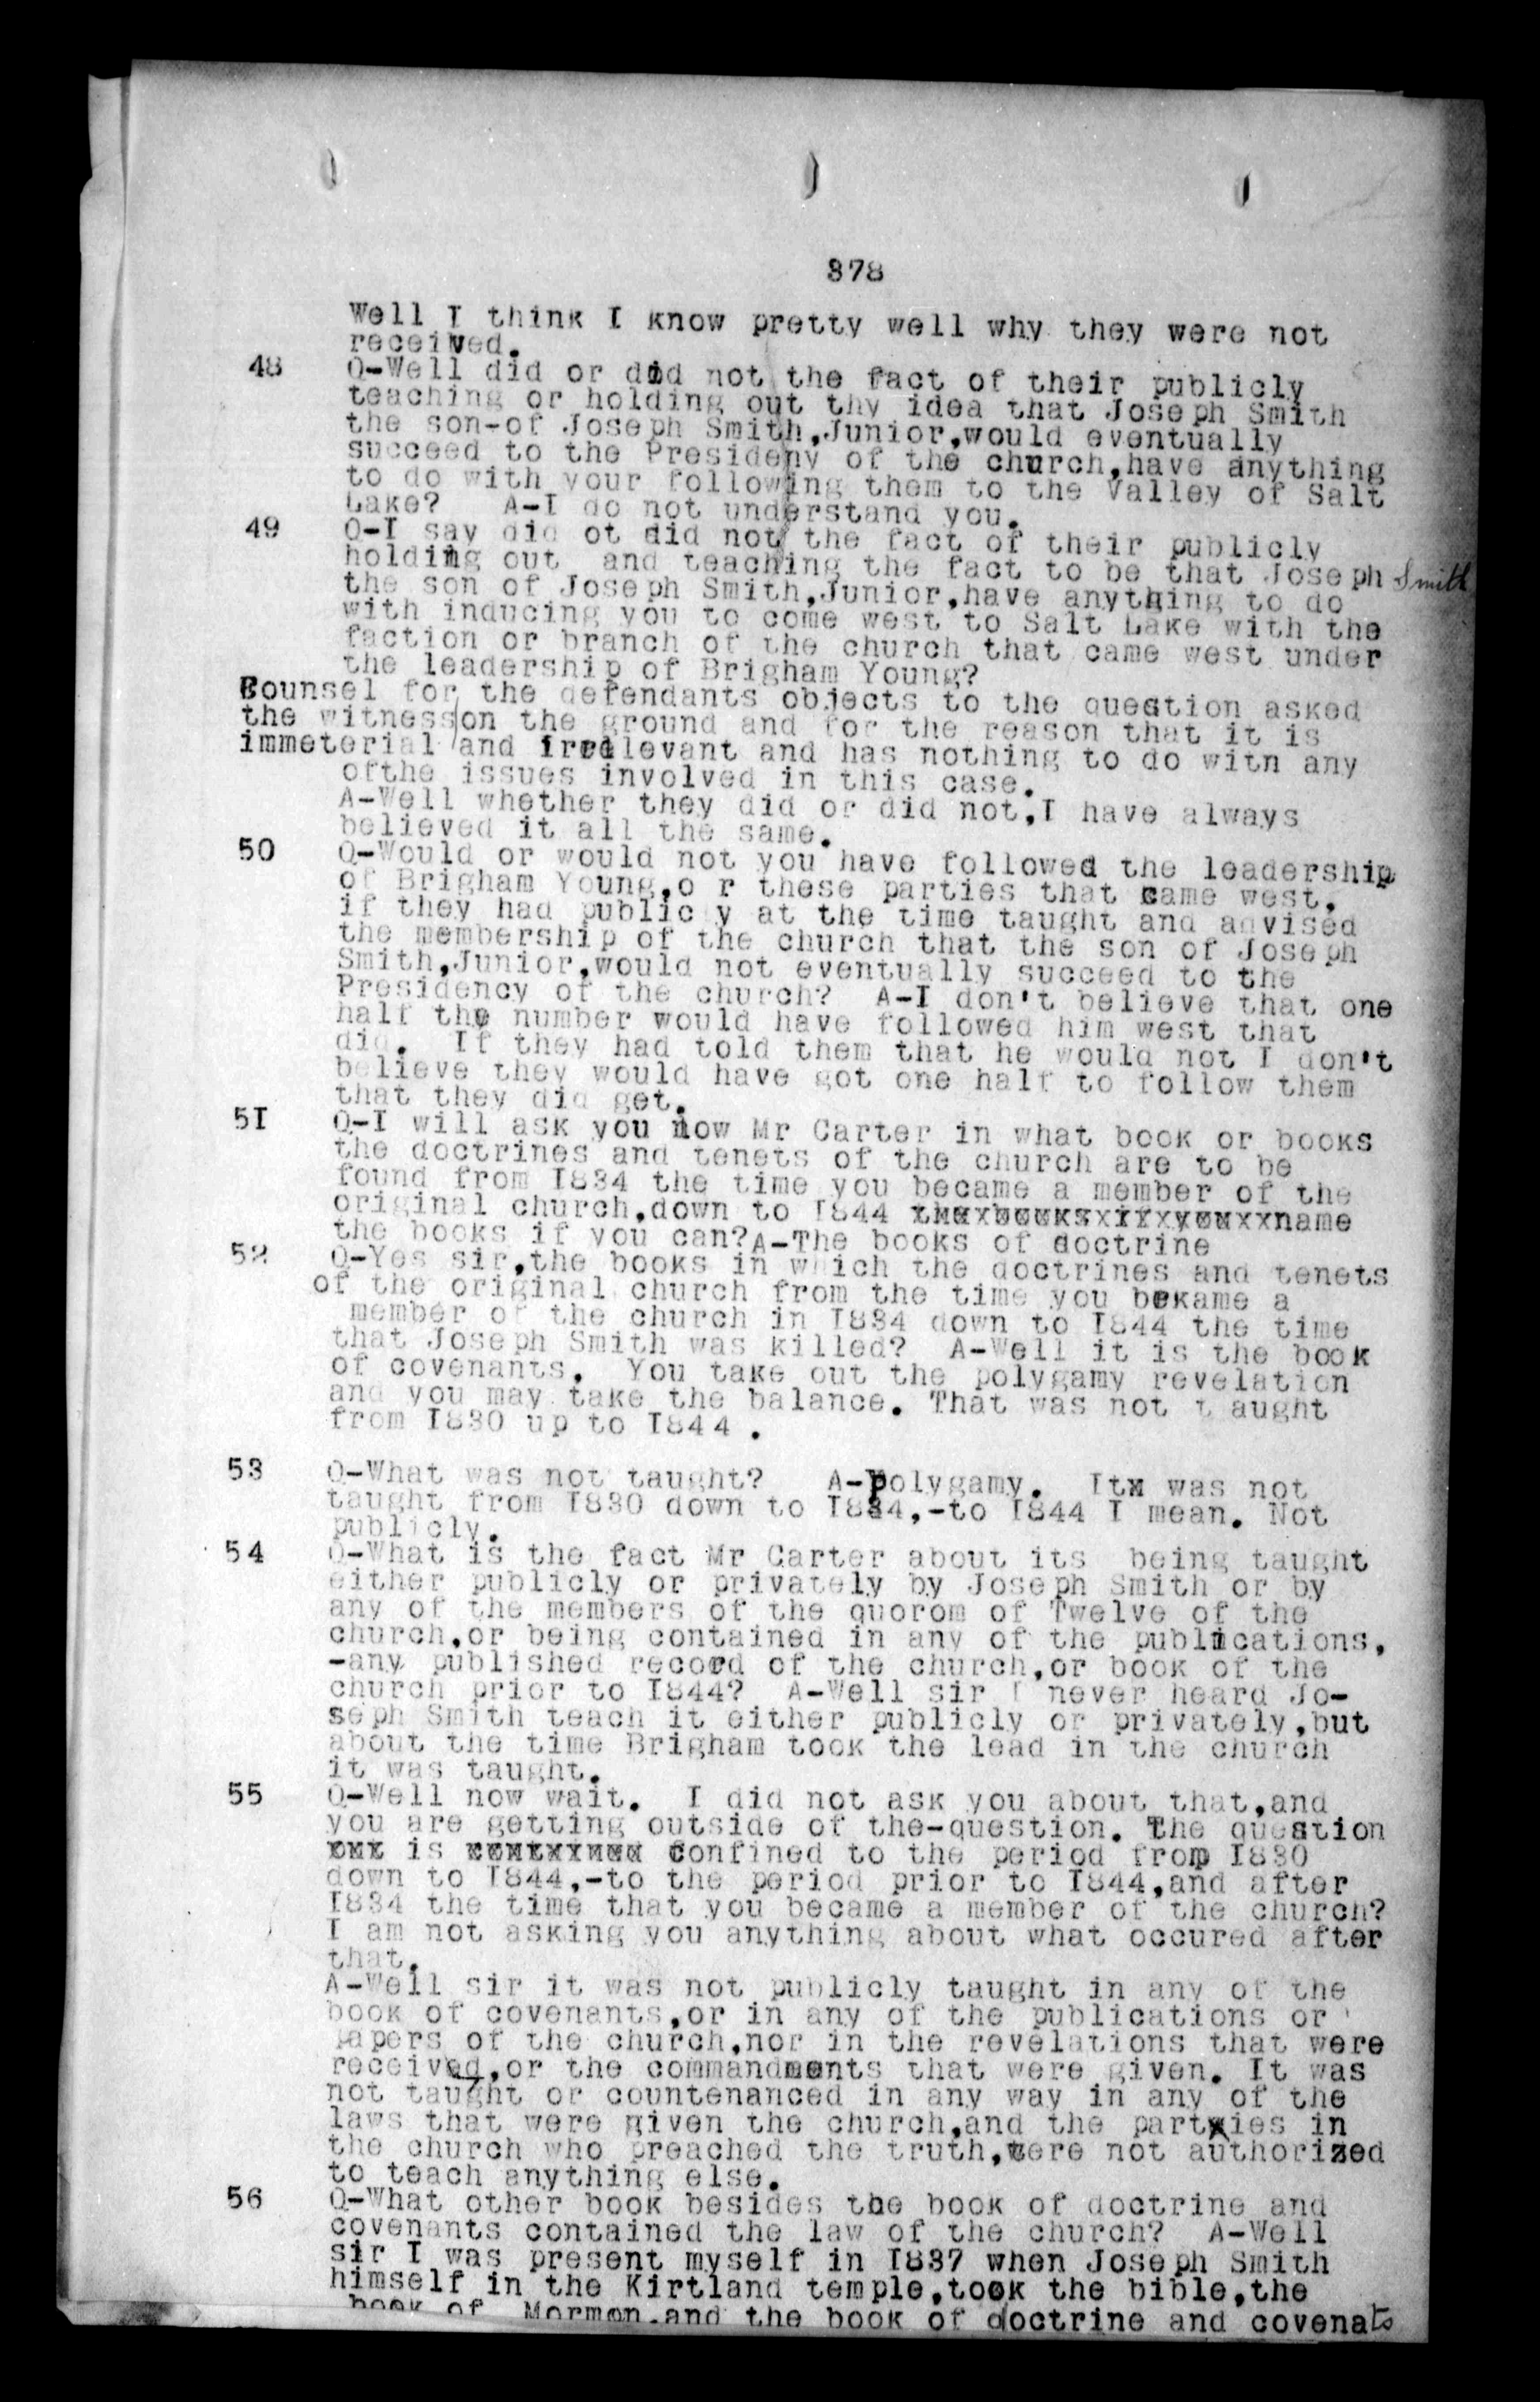 378
Well I think I know pretty well why they were not
received.
48 Q-Well did or did not the fact of their publicly
teaching or holding out thy idea that Joseph Smith
the son-of Joseph Smith,Junior,would eventually
succeed to the Presideny of the church,have anything
to do with your following them to the Valley of Salt
Lake? A-I do not understand you.
49 Q-I say did ot did not the fact of their publicly
holding out and teaching the fact to be that Joseph Smith
the son of Joseph Smith,Junior,have anything to do
with inducing you to come west to Salt Lake with the
faction or branch of the church that came west under
the leadership of Brigham Young?
Counsel for the defendants objects to the question asked
the witness on the ground and for the reason that it is
immeterial and irrelevant and has nothing to do with any
ofthe issues involved in this case.
A-Well whether they did or did not,I have always
believed it all the same.
50 Q-Would or would not you have followed the leadership
of Brigham Young,o r these parties that came west,
if they had public y at the time taught and advised
the membership of the church that the son of Joseph
Smith,Junior,would not eventually succeed to the
Presidency of the church? A-I don't believe that one
half the number would have followed him west that
did. If they had told them that he would not I don't
believe they would have got one half to follow them
that they did get.
51 Q-I will ask you now Mr Carter in what book or books
the doctrines and tenets of the church are to be
found from I834 the time you became a member of the
original church,down to I844 name
the books if you can?A-The books of doctrine
52 Q-Yes sir,the books in which the doctrines and tenets
of the original church from the time you bekame a
member of the church in I834 down to I844 the time
that Joseph Smith was killed? A-Well it is the book
of covenants. You take out the polygamy revelation
and you may take the balance. That was not t aught
from I830 up to I844 .
53 Q-What was not taught? A-Polygamy. Itx was not
taught from I830 down to I834,-to I844 I mean. Not
publicly.
54 Q-What is the fact Mr Carter about its being taught
either publicly or privately by Joseph Smith or by
any of the members of the quorom of Twelve of the
church,or being contained in any of the publications,
-any published record of the church,or book of the
church prior to I844? A-Well sir I never heard Jo-
seph Smith teach it either publicly or privately,but
about the time Brigham took the lead in the church
it was taught.
55 Q-Well now wait. I did not ask you about that,and
you are getting outside of the-question. The question
is confined to the period from I830
down to I844,-to the period prior to I844,and after
I834 the time that you became a member of the church?
I am not asking you anything about what occured after
that.
A-Well sir it was not publicly taught in any of the
book of covenants,or in any of the publications or
papers of the church,nor in the revelations that were
received,or the commandments that were given. It was
not taught or countenanced in any way in any of the
laws that were given the church,and the partxies in
the church who preached the truth,were not authorized
to teach anything else.
56 Q-What other book besides the book of doctrine and
covenants contained the law of the church? A-Well
sir I was present myself in I837 when Joseph Smith
himself in the Kirtland temple,took the bible,the
book of Mormon,and the book of doctrine and covenats